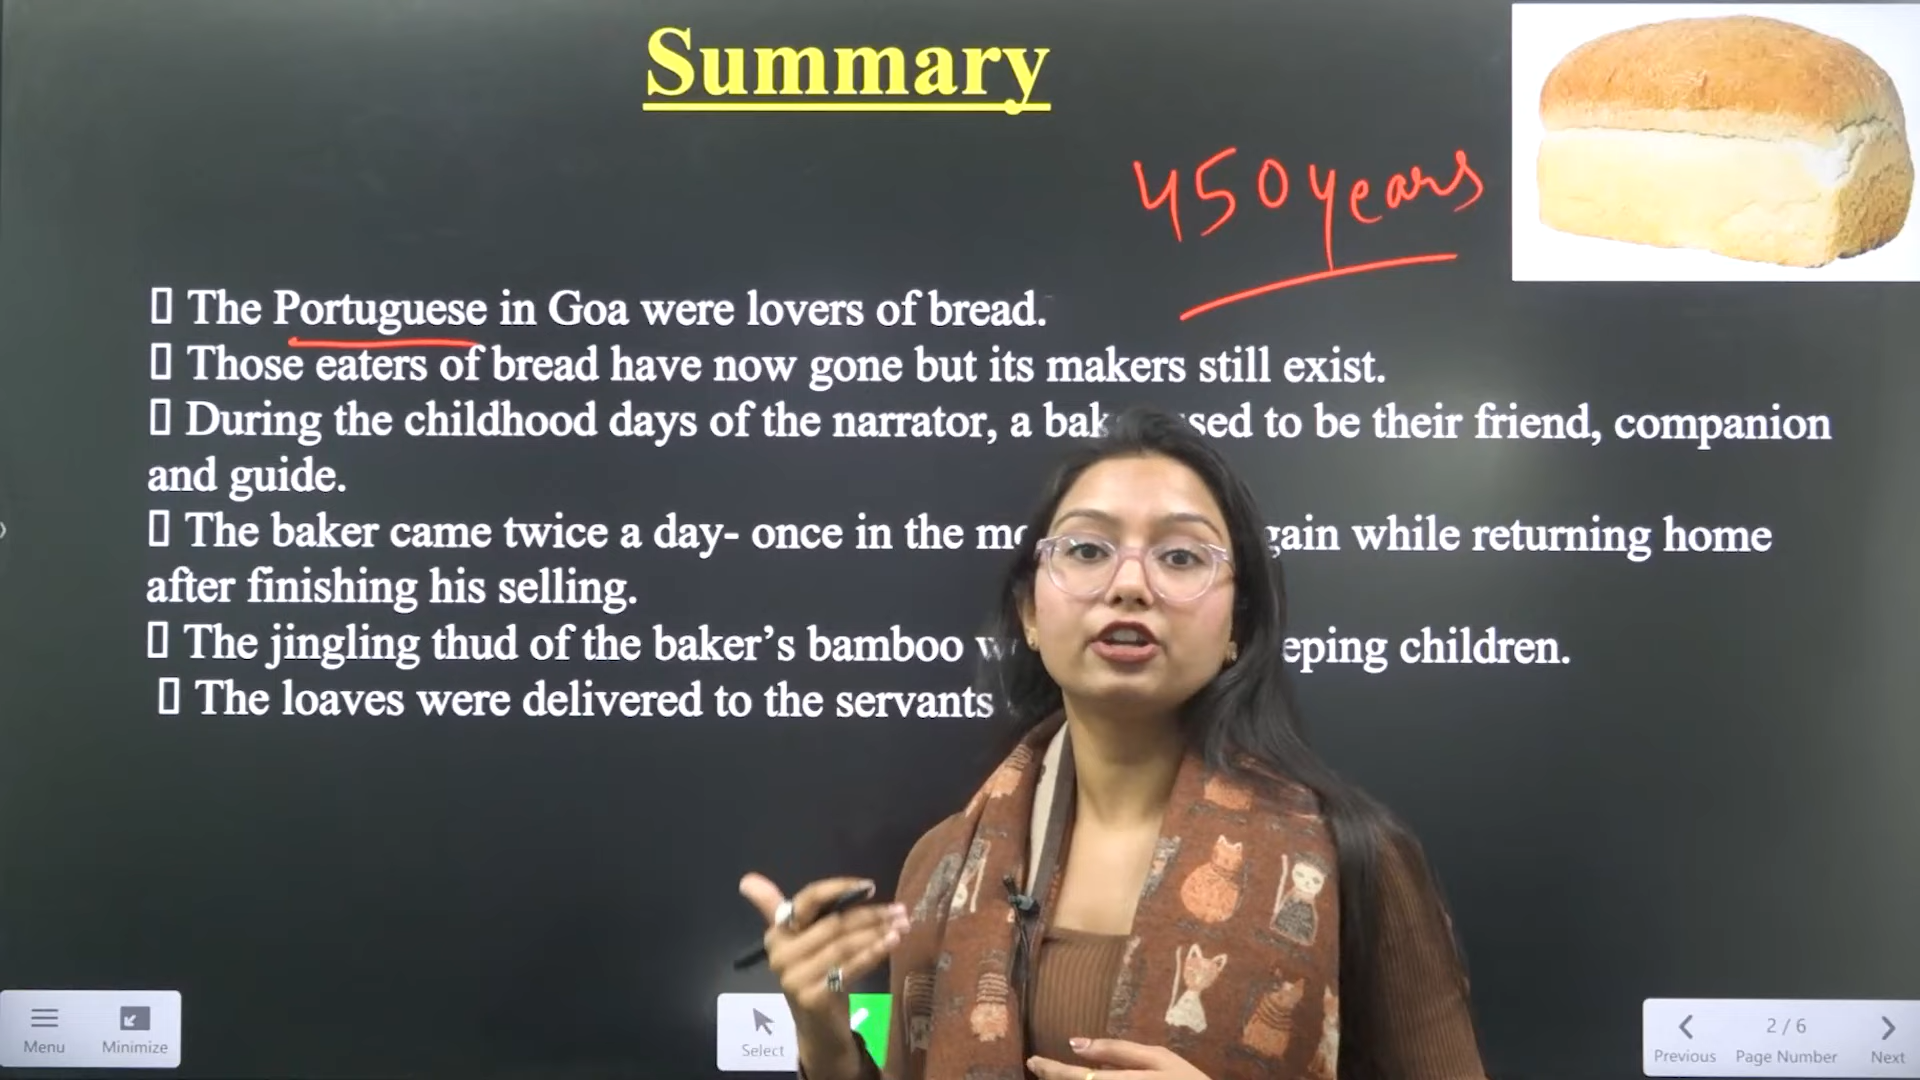 Summary
450 years
▯ The Portuguese in Goa were lovers of bread.
▯ Those eaters of bread have now gone but its makers still exist.
▯ During the childhood days of the narrator, a used to be their friend, companion
and guide.
▯ The baker came twice a day- once in the while returning home
after finishing his selling.
▯ The jingling thud of the baker’s bamboo children.
▯ The loaves were delivered to the servants
Menu
Minimize
Select
Previous
2 / 6
Page Number
Next